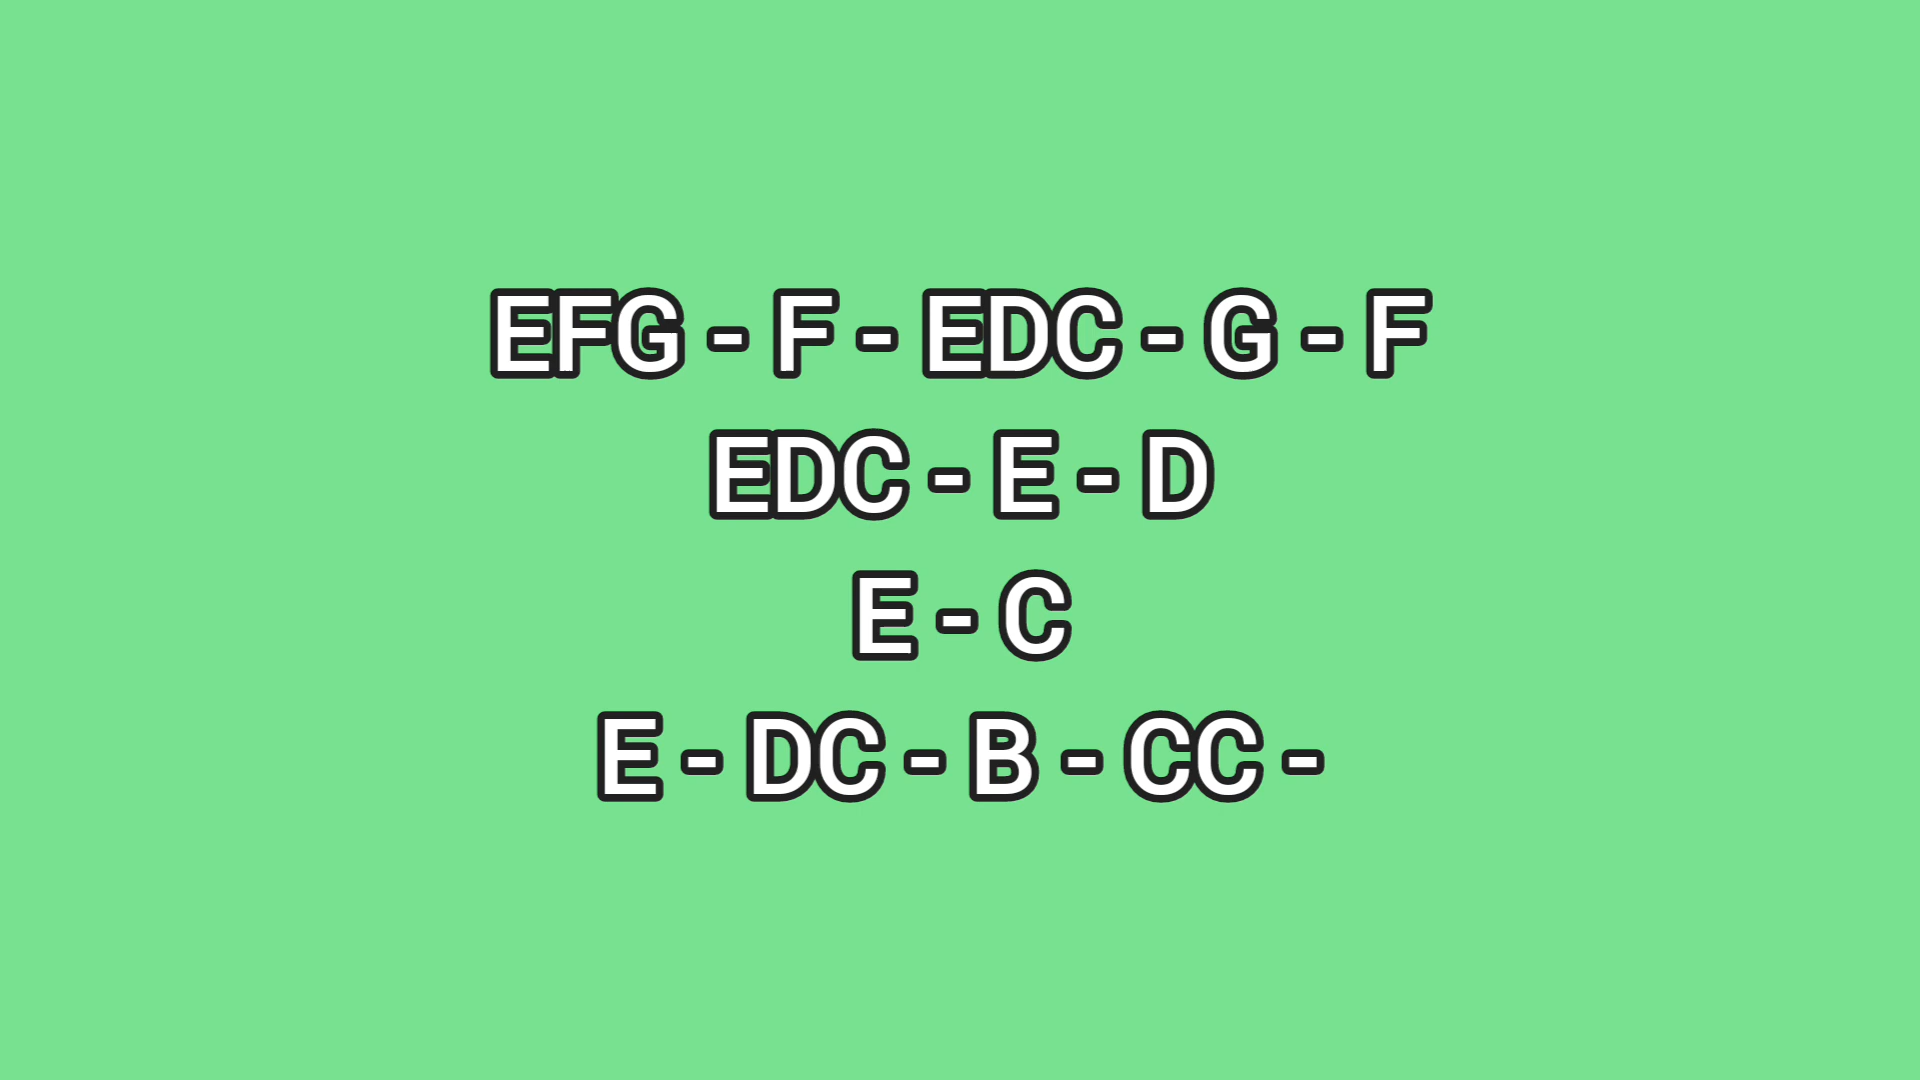 EFG - F - EDC - G - F
EDC - E - D
E - C
E - DC - B - CC -